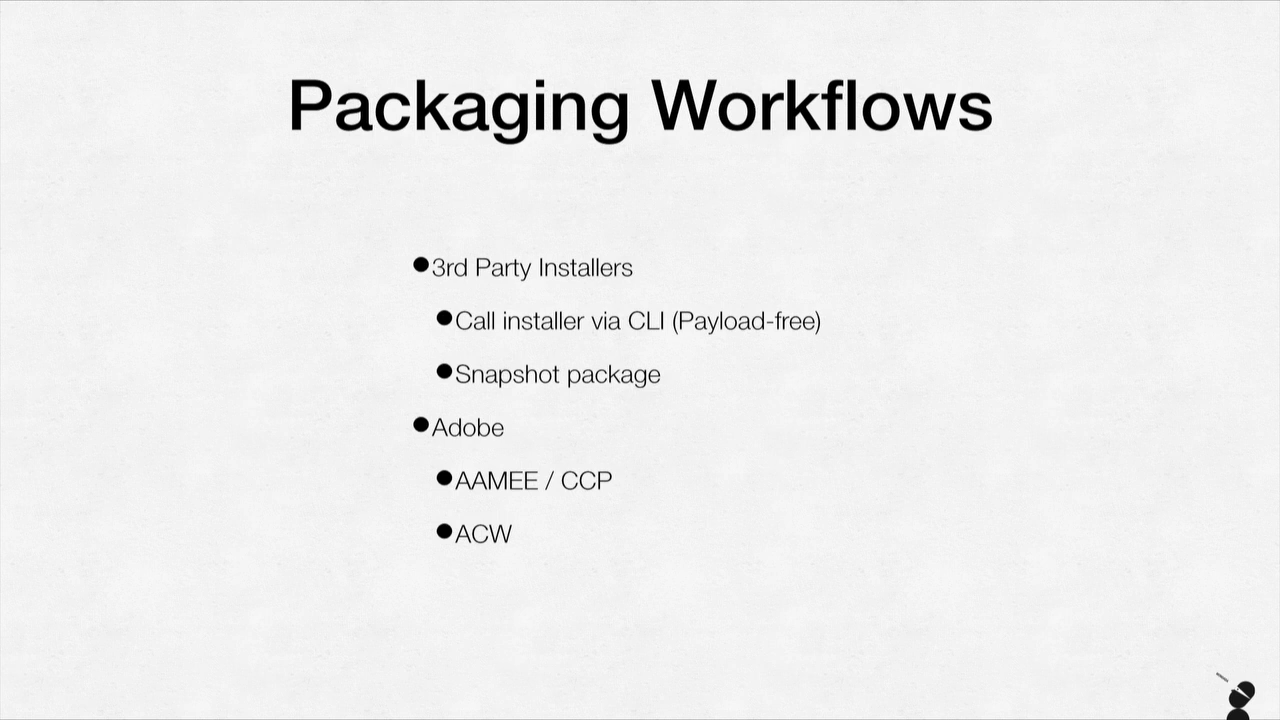 Packaging Workflows
●3rd Party Installers
●Call installer via CLI (Payload-free)
●Snapshot package
●Adobe
●AAMEE / CCP
●ACW